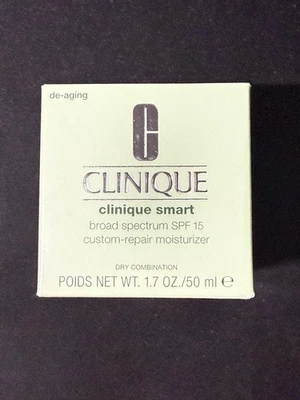 de-aging
CLINIQUE
clinique smart
broad spectrum SPF 15
custom-repair moisturizer
DRY COMBINATION
POIDS NET WT. 1.7 OZ./50 ml ℮